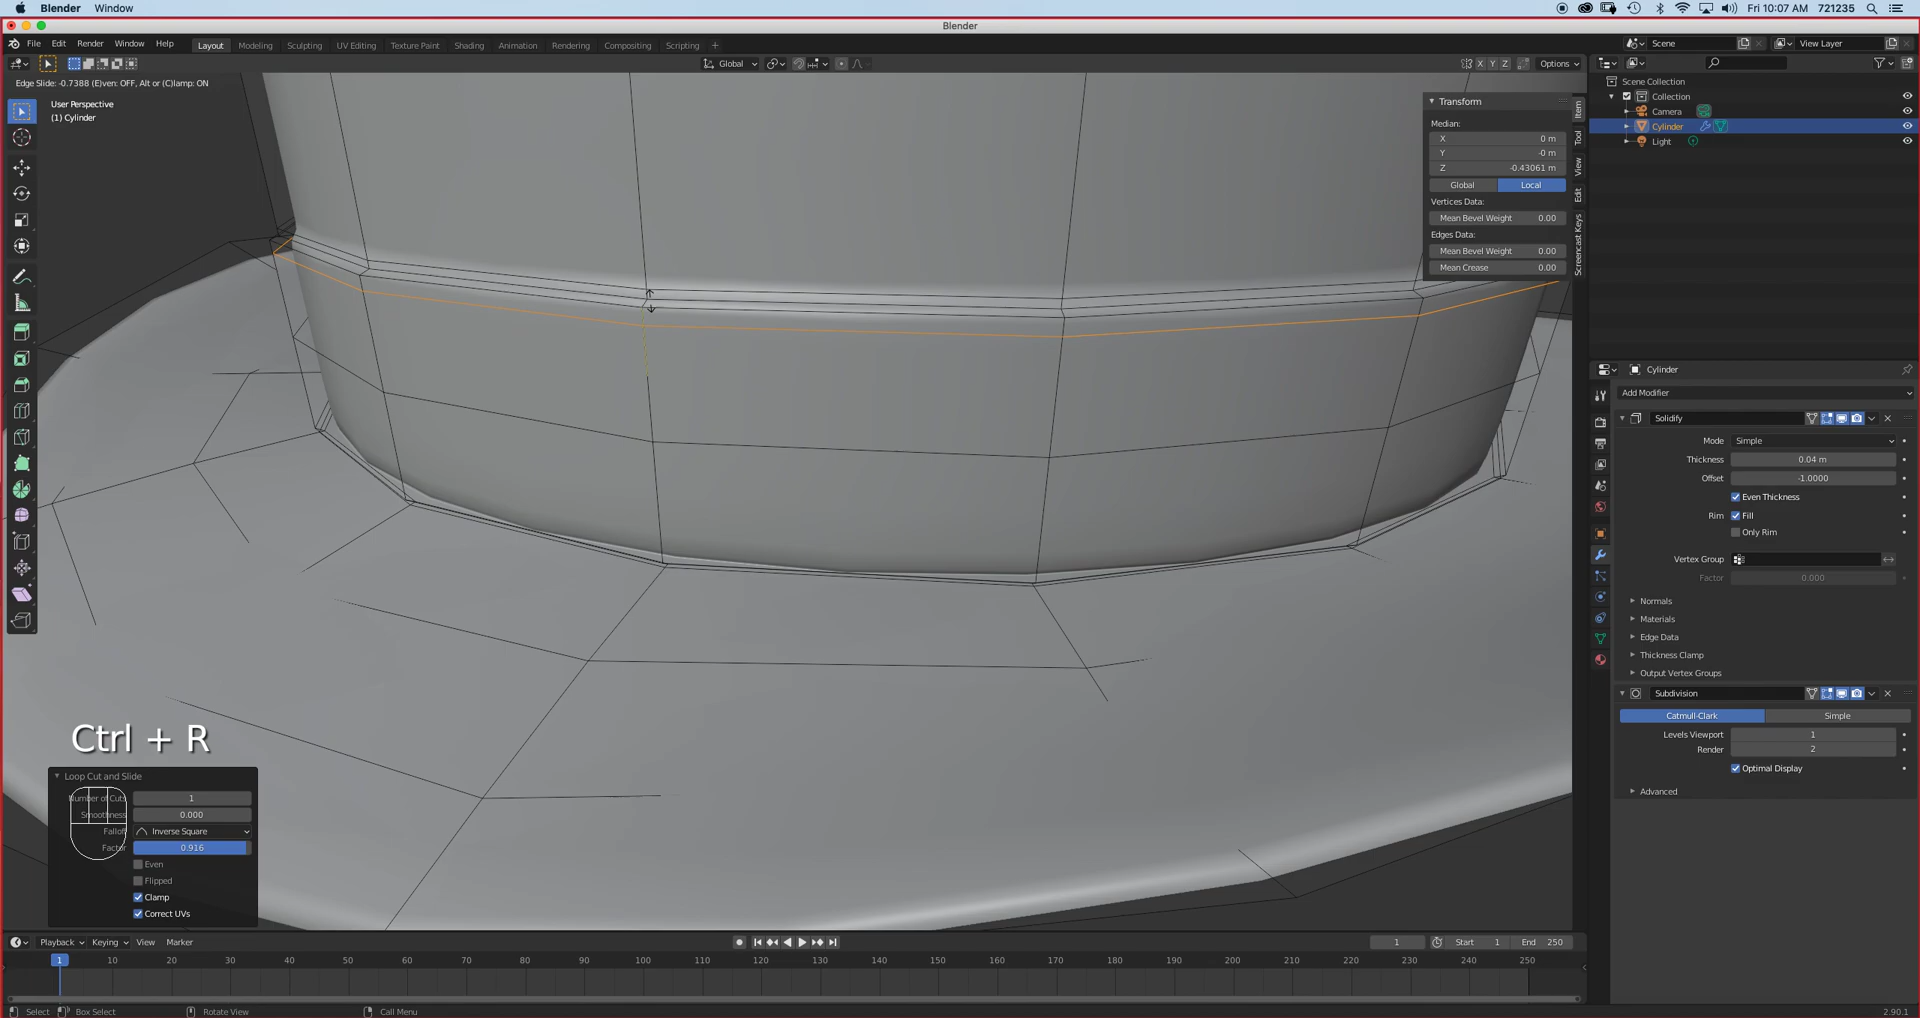 Blender Window
Fri 10:07 AM 721235
Blender
File Edit Render Window Help
Layout Modeling Sculpting UV Editing Texture Paint Shading Animation Rendering Compositing Scripting +
Scene View Layer
Global
X Y Z Options
Edge Slide: -0.7388 (E)ven: OFF, Alt or (C)lamp: ON
User Perspective
(1) Cylinder
Transform
Median:
X 0 m
Y -0 m
Z -0.43061 m
Global Local
Vertices Data:
Mean Bevel Weight 0.00
Edges Data:
Mean Bevel Weight 0.00
Mean Crease 0.00
Item
Tool
View
Edit
Screencast Keys
Scene Collection
Collection
Camera
Cylinder
Light
Cylinder
Add Modifier
Solidify
Mode Simple
Thickness 0.04 m
Offset -1.0000
Even Thickness
Rim Fill
Only Rim
Vertex Group
Factor 0.000
Normals
Materials
Edge Data
Thickness Clamp
Output Vertex Groups
Subdivision
Catmull-Clark Simple
Levels Viewport 1
Render 2
Optimal Display
Advanced
Ctrl + R
Loop Cut and Slide
Number of Cuts 1
Smoothness 0.000
Falloff Inverse Square
Factor 0.916
Even
Flipped
Clamp
Correct UVs
Playback Keying View Marker
1 Start 1 End 250
1 10 20 30 40 50 60 70 80 90 100 110 120 130 140 150 160 170 180 190 200 210 220 230 240 250
Select Box Select Rotate View Call Menu 2.90.1